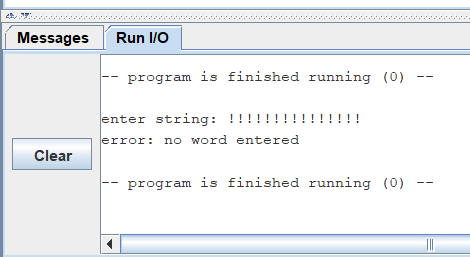 Messages
Run I/O
-- program is finished running (0) --
enter string: !!!!!!!!!!!!!!!
error: no word entered
Clear
-- program is finished running (0) --